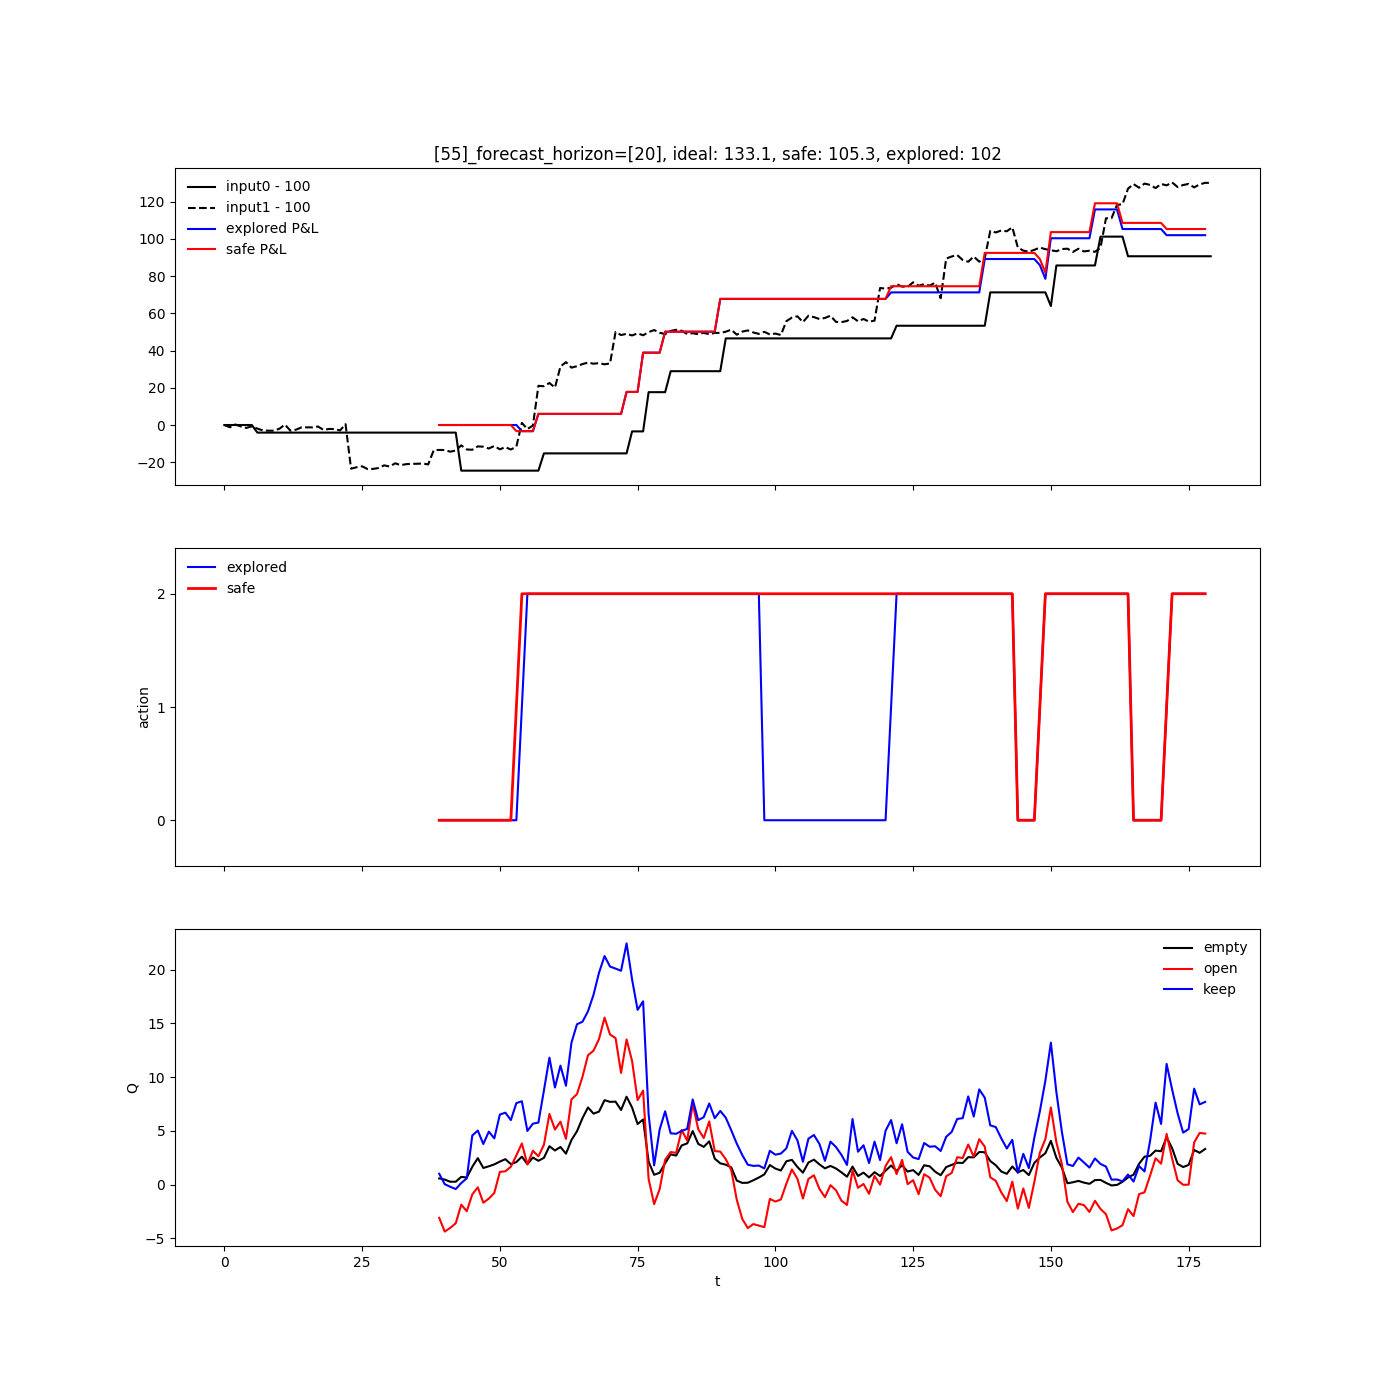 [55]_forecast_horizon=[20], ideal: 133.1, safe: 105.3, explored: 102
input0 - 100
input1 - 100
explored P&L
safe P&L
120
100
80
60
40
20
0
−20
explored
safe
2
1
0
action
empty
open
keep
20
15
10
5
0
−5
Q
0 25 50 75 100 125 150 175
t